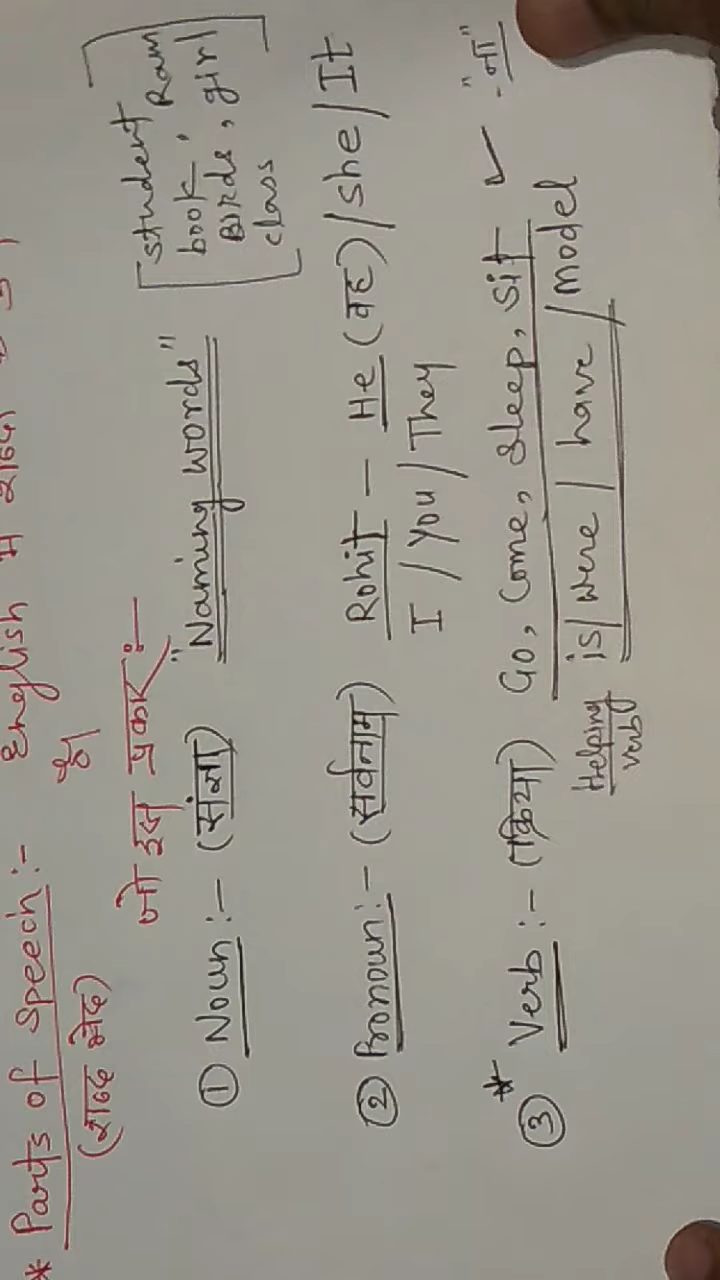 * Parts of Speech:- English में शब्दों के
(शब्द भेद) है।
जो इस प्रकार :-
① Noun :- (संज्ञा) "Naming words" [student, Ram
book,
Birds, girl
class]
② Pronoun:- (सर्वनाम) Rohit - He (वह) / She / It
I / You / They
③ * Verb :- (क्रिया) Go, Come, Sleep, Sit ✓ - "ना"
Helping verb is / were / have / model